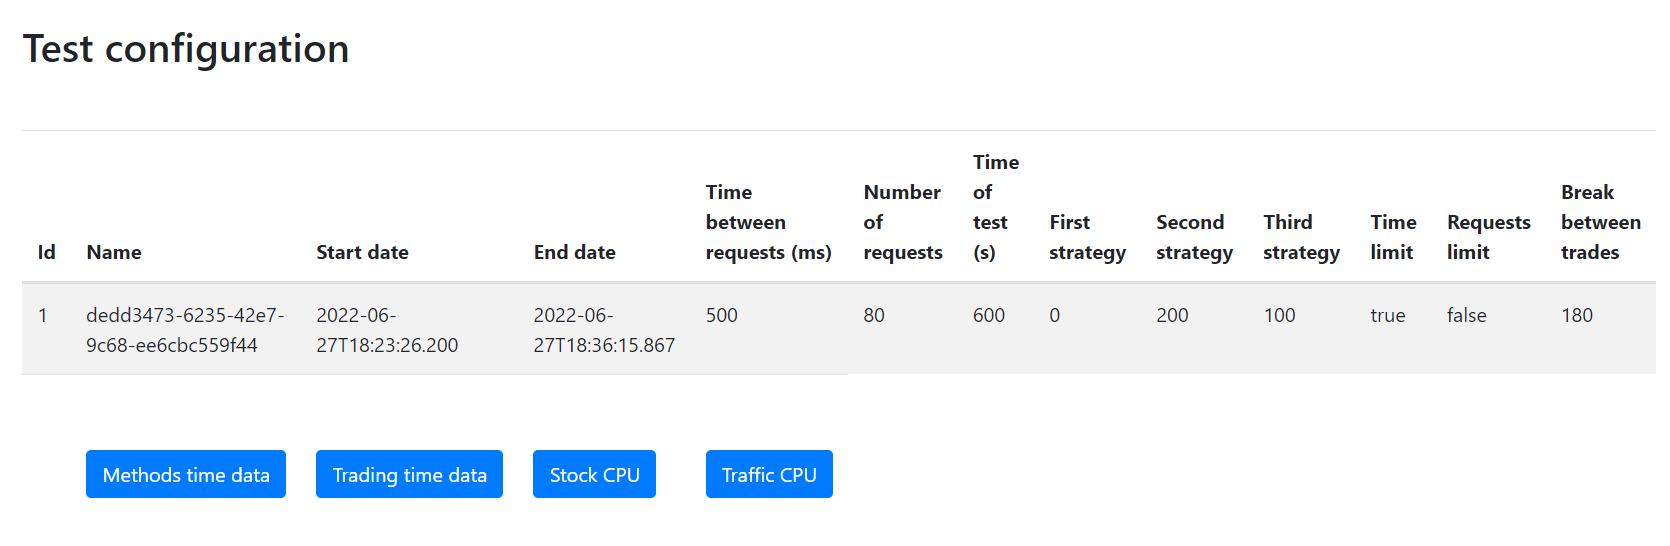 Test configuration
Id
Name
Start date
End date
Time
between
requests (ms)
Number
of
requests
Time
of
test
(s)
First
strategy
Second
strategy
Third
strategy
Time
limit
Requests
limit
Break
between
trades
1
dedd3473-6235-42e7-
9c68-ee6cbc559f44
2022-06-
27T18:23:26.200
2022-06-
27T18:36:15.867
500
80
600
0
200
100
true
false
180
Methods time data
Trading time data
Stock CPU
Traffic CPU